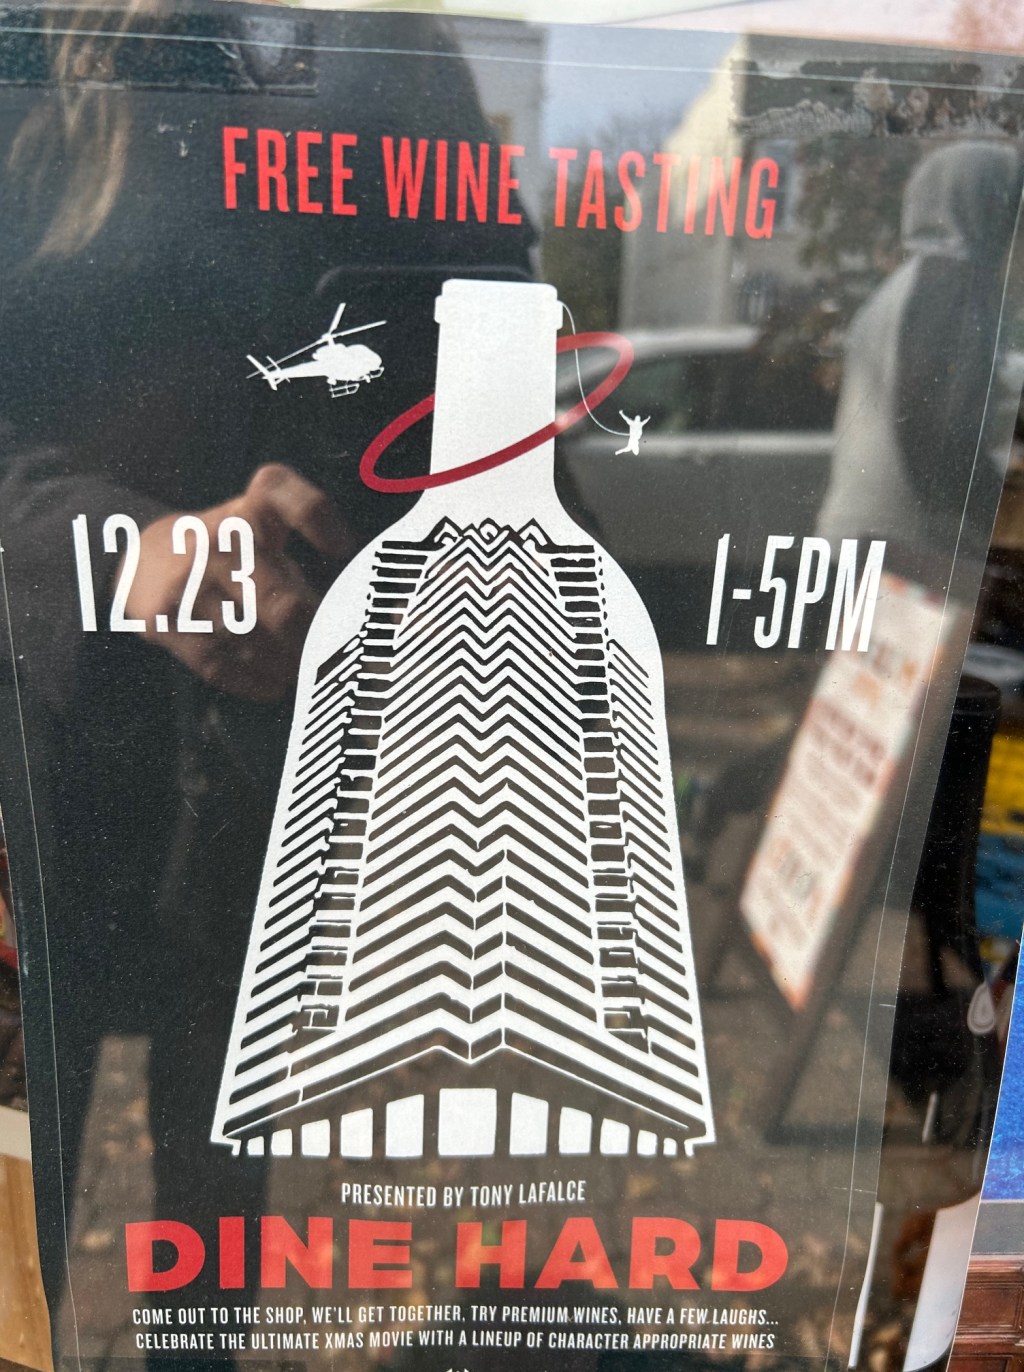 FREE WINE TASTING
12.23
1-5PM
PRESENTED BY TONY LAFALCE
DINE HARD
COME OUT TO THE SHOP, WE'LL GET TOGETHER, TRY PREMIUM WINES, HAVE A FEW LAUGHS...
CELEBRATE THE ULTIMATE XMAS MOVIE WITH A LINEUP OF CHARACTER APPROPRIATE WINES